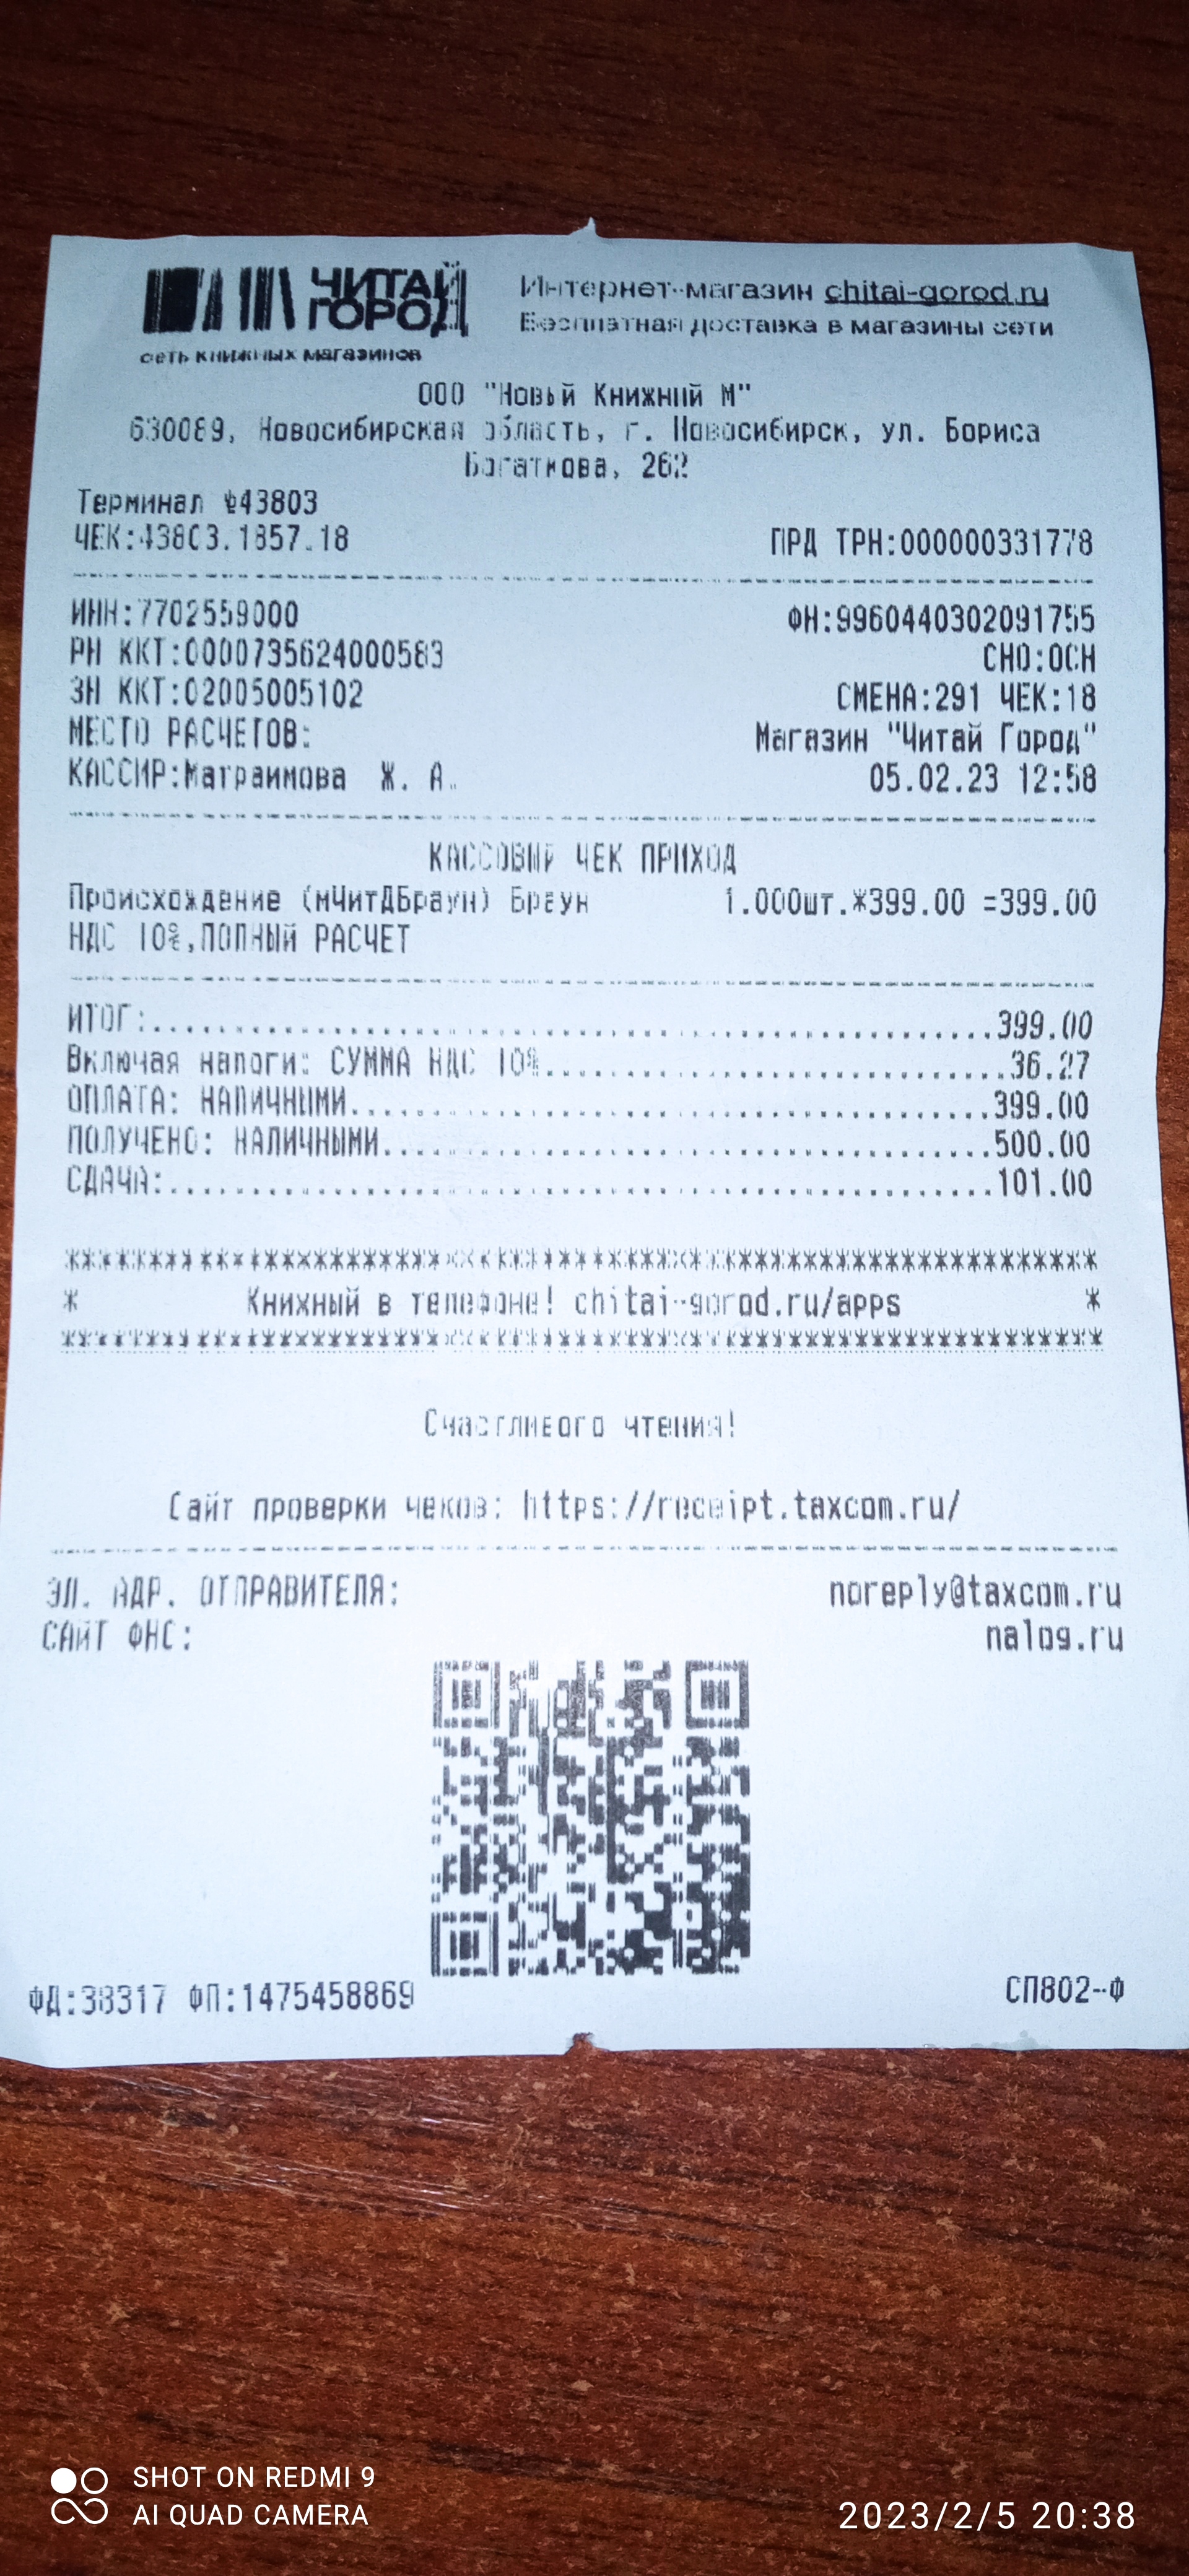 ЧИТАЙ ГОРОД
сеть книжных магазинов
Интернет-магазин chitai-gorod.ru
Бесплатная доставка в магазины сети
ООО "Новый Книжный М"
630089, Новосибирская область, г. Новосибирск, ул. Бориса
Богаткова, 262
Терминал №43803
ЧЕК:43803.1857.18 ПРД ТРН:000000331778
ИНН:7702559000 ФН:9960440302091755
РН ККТ:0000735624000583 СНО:ОСН
ЗН ККТ:02005005102 СМЕНА:291 ЧЕК:18
МЕСТО РАСЧЕТОВ: Магазин "Читай Город"
КАССИР:Матраимова Ж. А. 05.02.23 12:58
КАССОВЫЙ ЧЕК ПРИХОД
Происхождение (мЧитДБраун) Браун 1.000шт.*399.00 =399.00
НДС 10%,ПОЛНЫЙ РАСЧЕТ
ИТОГ:.....399.00
Включая налоги: СУММА НДС 10%.....36.27
ОПЛАТА: НАЛИЧНЫМИ.....399.00
ПОЛУЧЕНО: НАЛИЧНЫМИ.....500.00
СДАЧА:.....101.00
* Книжный в телефоне! chitai-gorod.ru/apps *
Счастливого чтения!
Сайт проверки чеков: https://receipt.taxcom.ru/
ЭЛ. АДР. ОТПРАВИТЕЛЯ: noreply@taxcom.ru
САЙТ ФНС: nalog.ru
ФД:38317 ФП:1475458869 СП802-Ф
SHOT ON REDMI 9
AI QUAD CAMERA
2023/2/5 20:38